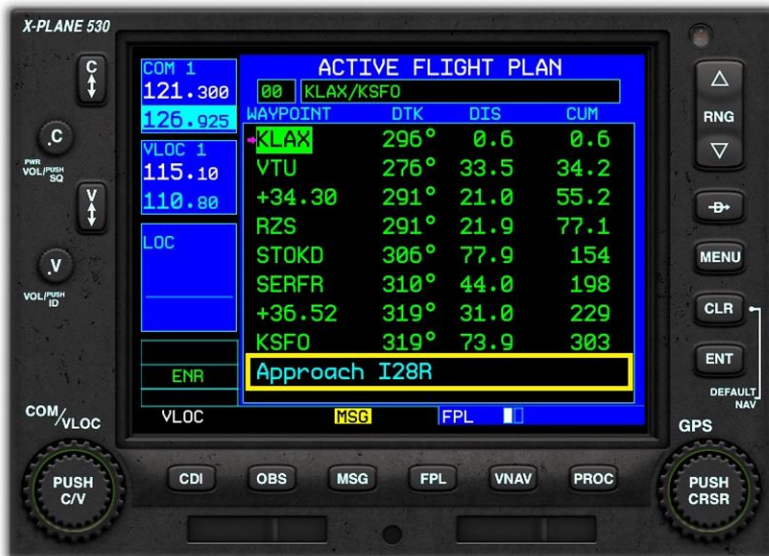 X-PLANE 530
C
.C
PWR
VOL/PUSH
SQ
V
.V
VOL/PUSH
ID
COM/VLOC
PUSH
C/V
COM 1
121.300
126.925
VLOC 1
115.10
110.80
LOC
ENR
VLOC
ACTIVE FLIGHT PLAN
00 KLAX/KSFO
WAYPOINT DTK DIS CUM
KLAX 296° 0.6 0.6
VTU 276° 33.5 34.2
+34.30 291° 21.0 55.2
RZS 291° 21.9 77.1
STOKD 306° 77.9 154
SERFR 310° 44.0 198
+36.52 319° 31.0 229
KSFO 319° 73.9 303
Approach I28R
MSG
FPL
RNG
D
MENU
CLR
ENT
DEFAULT
NAV
GPS
PUSH
CRSR
CDI
OBS
MSG
FPL
VNAV
PROC